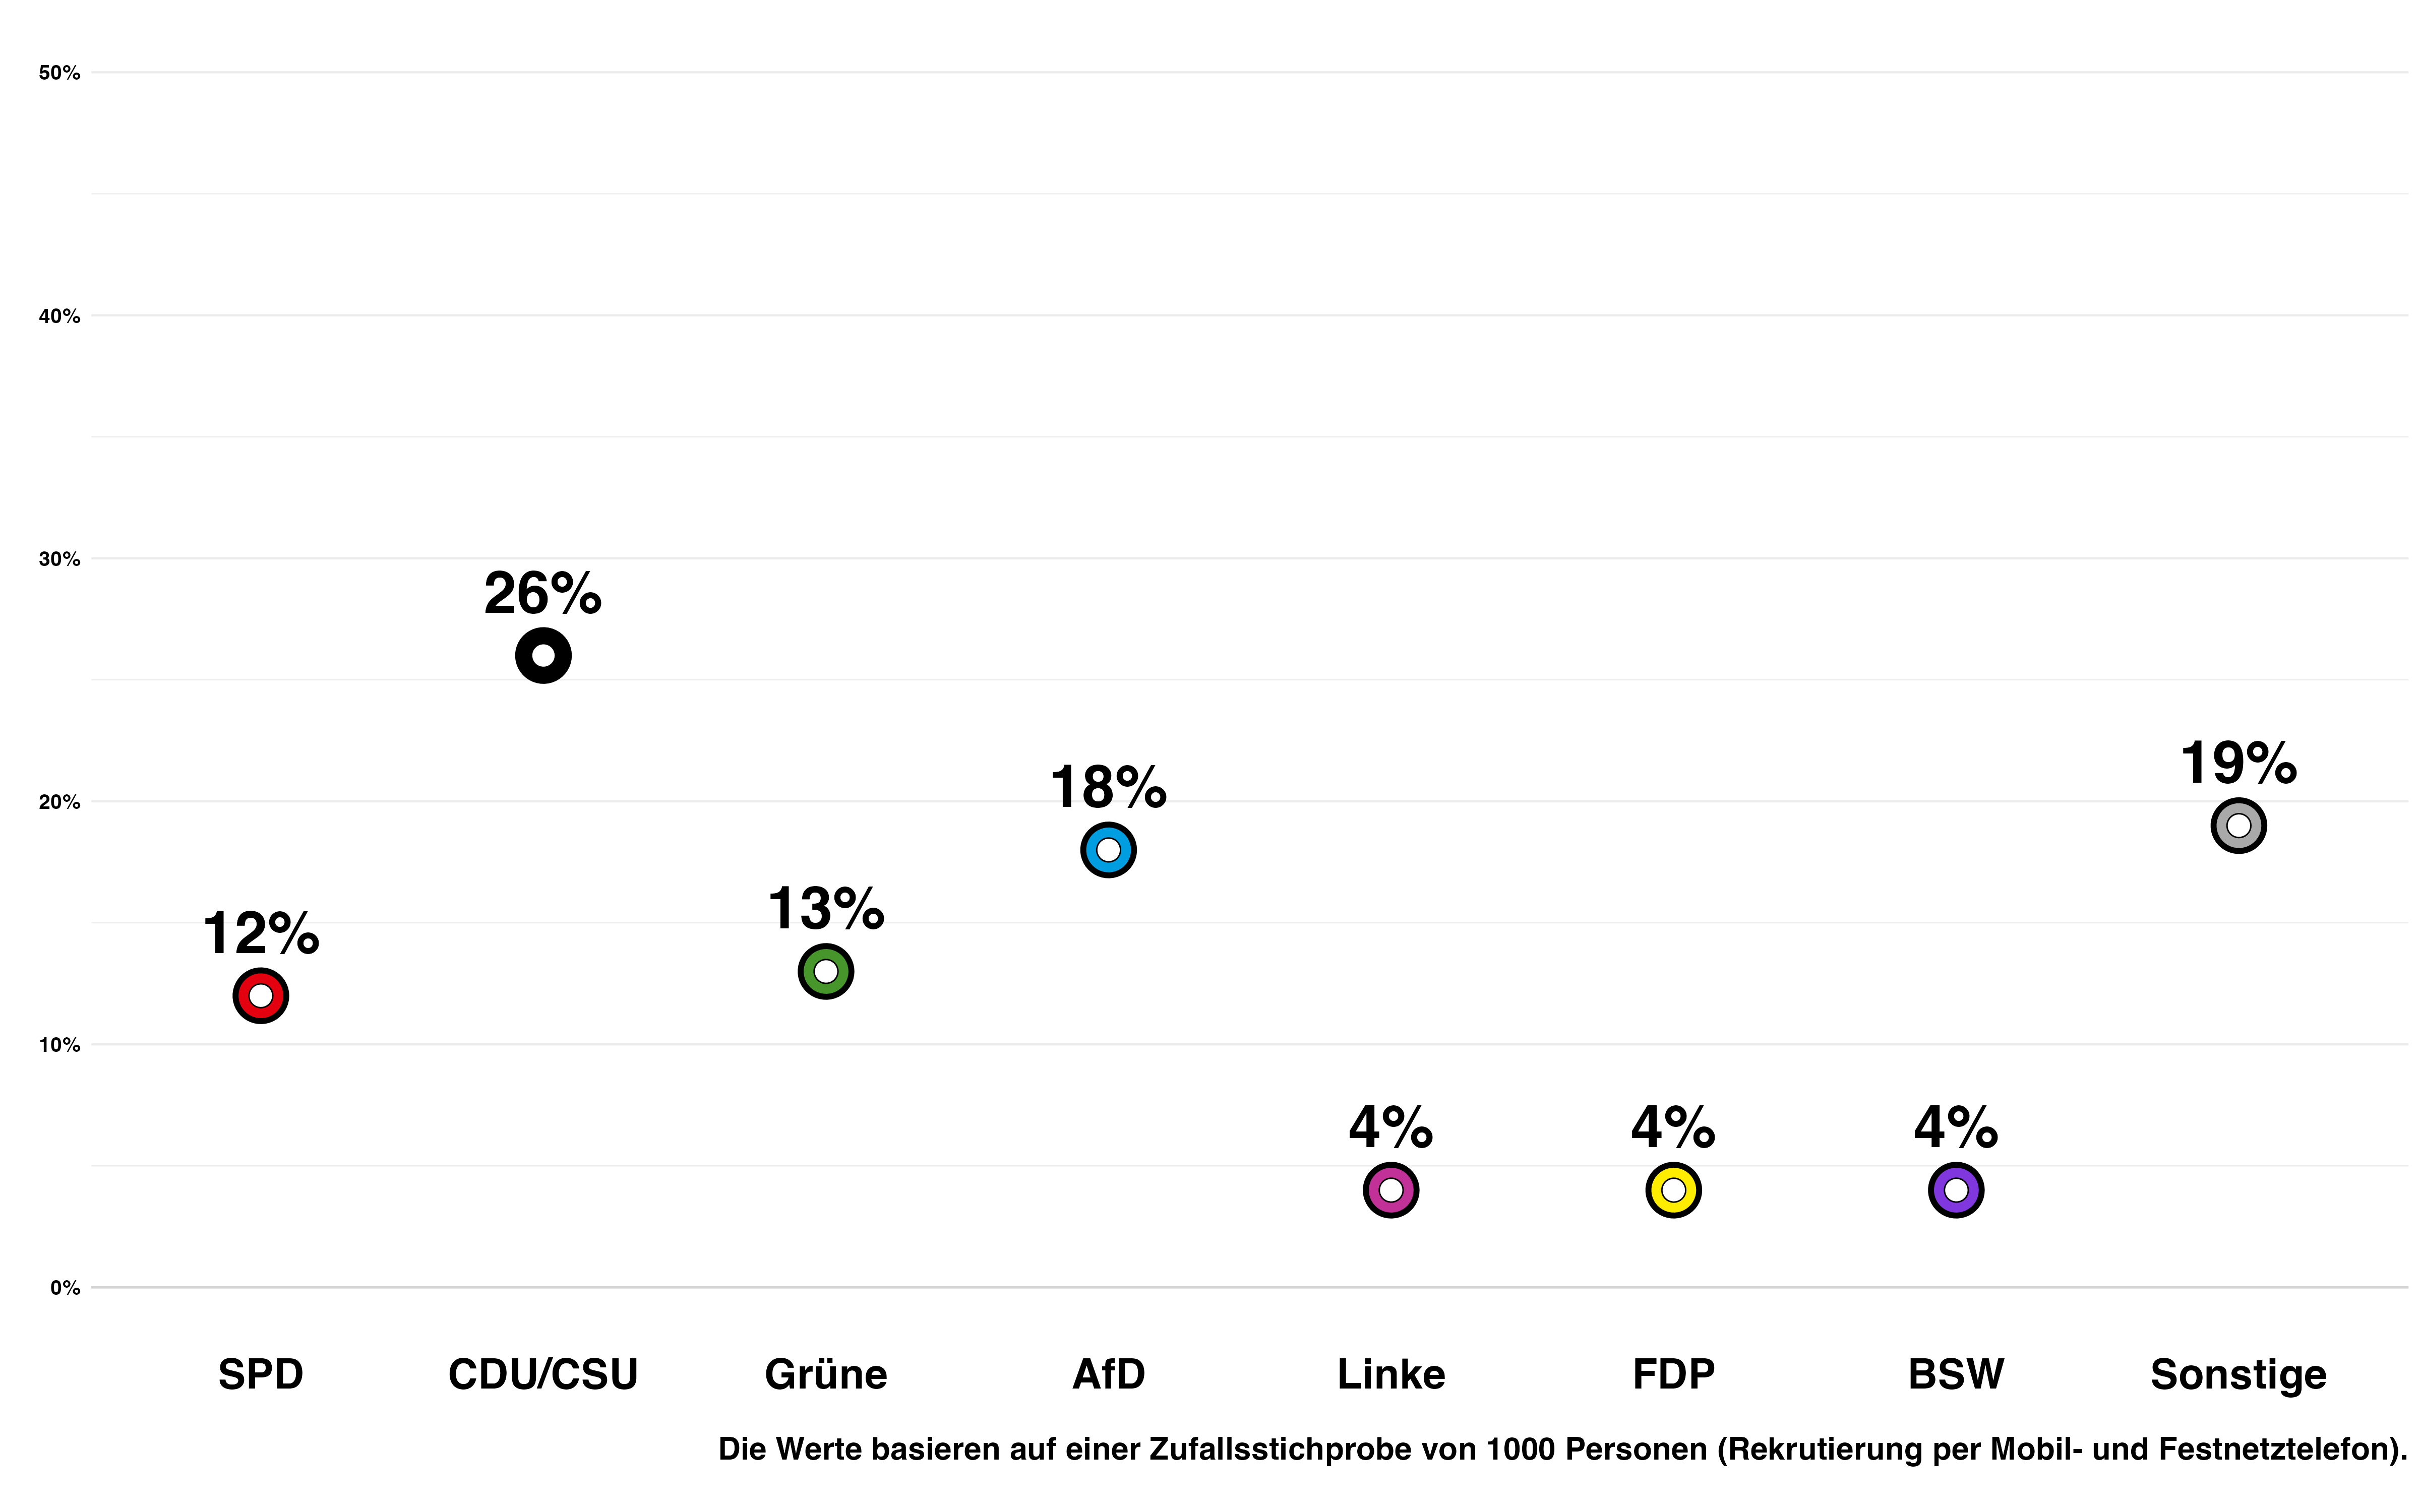 50%
40%
30%
20%
10%
0%
12%
26%
13%
18%
4%
4%
4%
19%
SPD
CDU/CSU
Grüne
AfD
Linke
FDP
BSW
Sonstige
Die Werte basieren auf einer Zufallsstichprobe von 1000 Personen (Rekrutierung per Mobil- und Festnetztelefon).